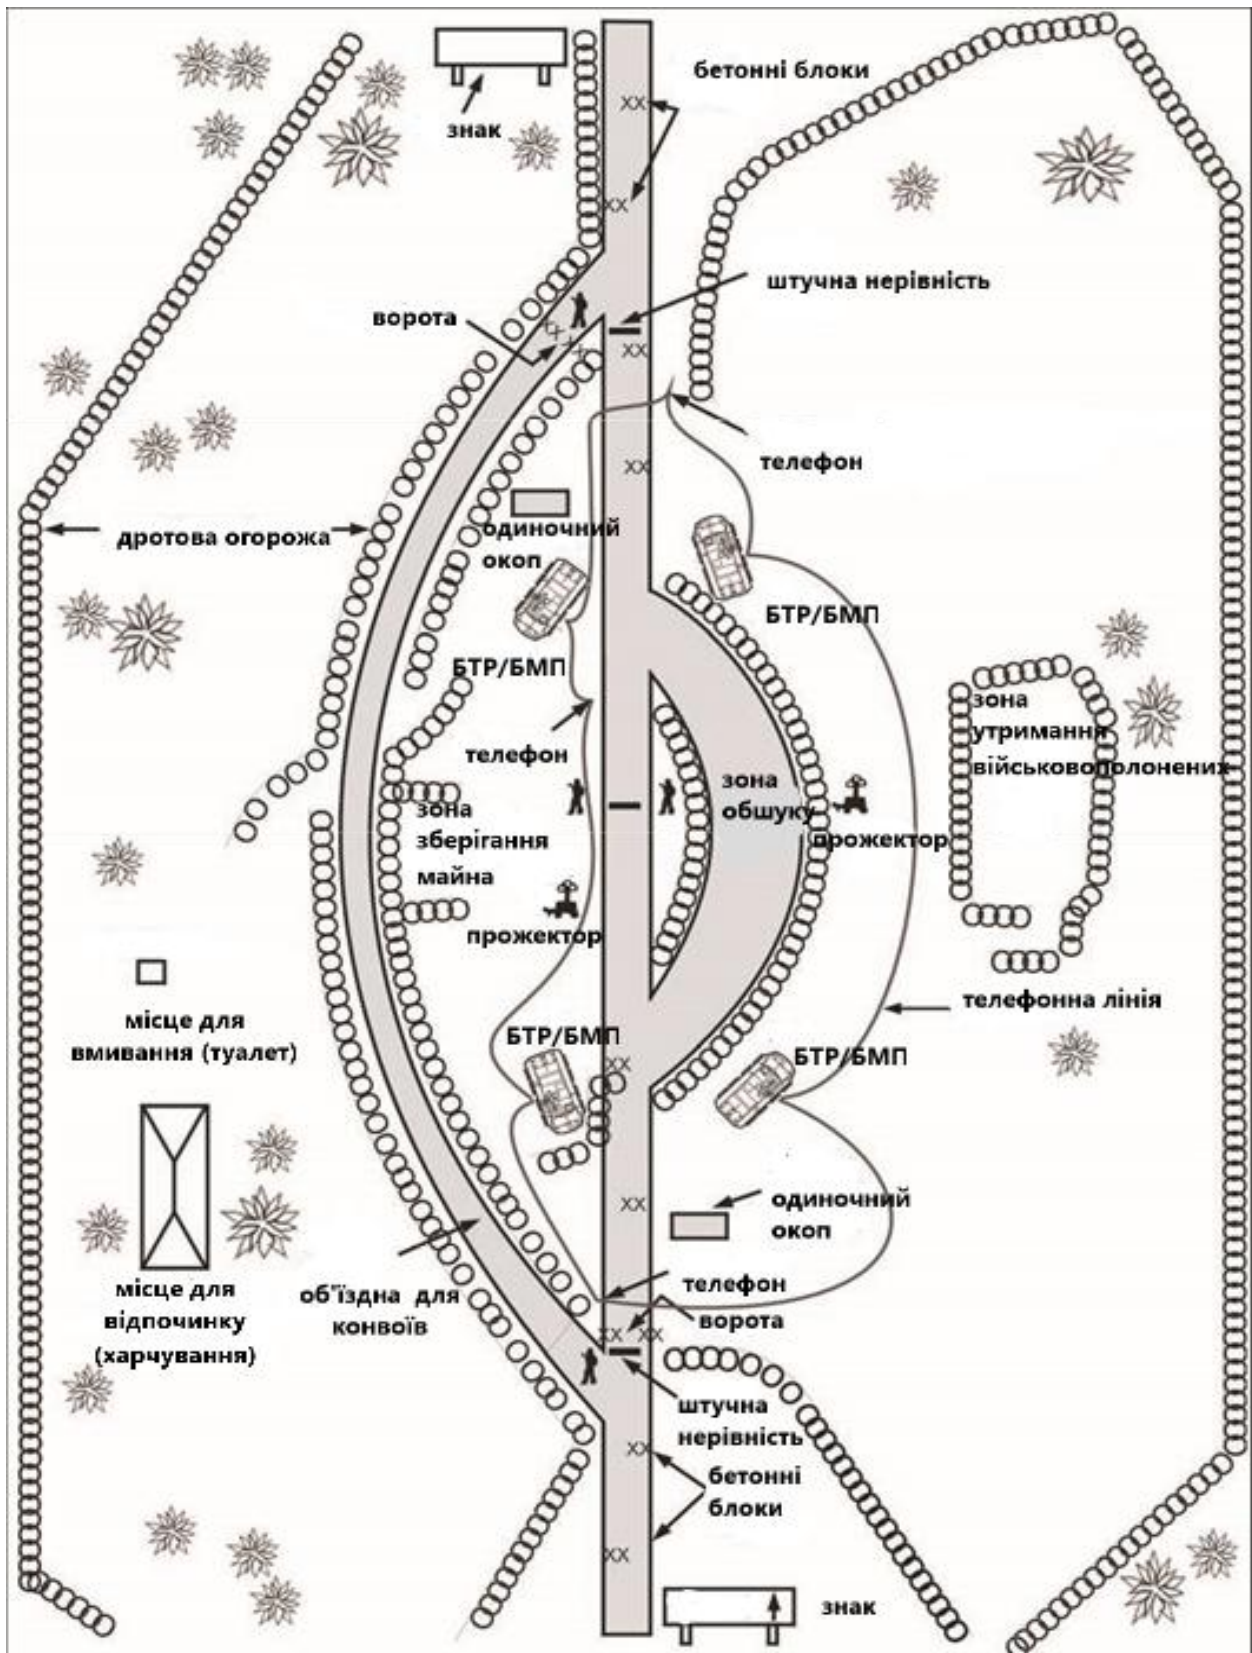 бетонні блоки
знак
штучна нерівність
ворота
телефон
одиночний
окоп
дротова огорожа
БТР/БМП
БТР/БМП
зона
утримання
військовополонених
телефон
зона
обшуку
зона
зберігання
майна
прожектор
прожектор
телефонна лінія
місце для
вмивання (туалет)
БТР/БМП
БТР/БМП
одиночний
окоп
телефон
ворота
об'їздна для
конвоїв
місце для
відпочинку
(харчування)
штучна
нерівність
бетонні
блоки
знак